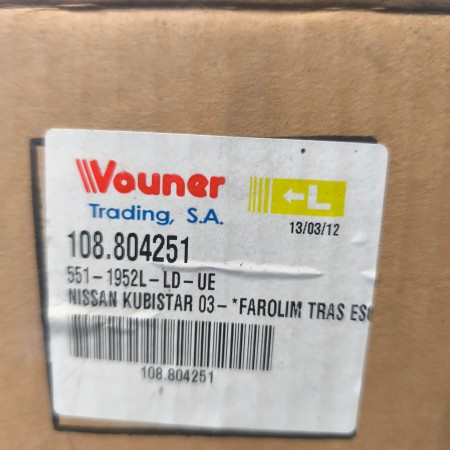 Vouner
Trading, S.A.
←L
13/03/12
108.804251
551-1952L-LD-UE
NISSAN KUBISTAR 03- *FAROLIM TRAS
108.804251